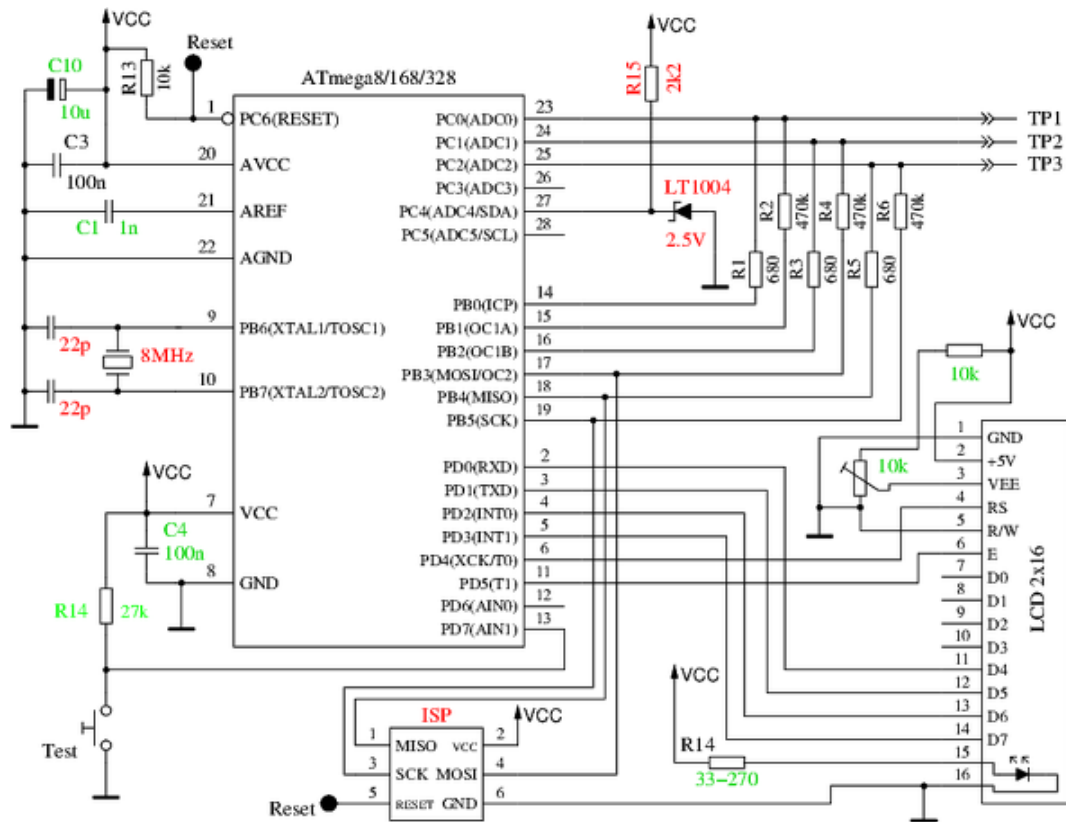 VCC
Reset
C10
10u
R13
10k
C3
100n
C1
1n
ATmega8/168/328
1
PC6(RESET)
20
AVCC
21
AREF
22
AGND
9
PB6(XTAL1/TOSC1)
10
PB7(XTAL2/TOSC2)
22p
8MHz
22p
VCC
7
VCC
C4
100n
8
GND
R14
27k
Test
PC0(ADC0)
23
PC1(ADC1)
24
PC2(ADC2)
25
PC3(ADC3)
26
PC4(ADC4/SDA)
27
PC5(ADC5/SCL)
28
PB0(ICP)
14
PB1(OC1A)
15
PB2(OC1B)
16
PB3(MOSI/OC2)
17
PB4(MISO)
18
PB5(SCK)
19
PD0(RXD)
2
PD1(TXD)
3
PD2(INT0)
4
PD3(INT1)
5
PD4(XCK/T0)
6
PD5(T1)
11
PD6(AIN0)
12
PD7(AIN1)
13
VCC
R15
2k2
LT1004
2.5V
TP1
TP2
TP3
R1
680
R2
470k
R3
680
R4
470k
R5
680
R6
470k
VCC
10k
10k
1
GND
2
+5V
3
VEE
4
RS
5
R/W
6
E
7
D0
8
D1
9
D2
10
D3
11
D4
12
D5
13
D6
14
D7
15
16
LCD 2x16
VCC
R14
33-270
ISP
VCC
1
MISO
VCC
2
3
SCK
MOSI
4
Reset
5
RESET
GND
6